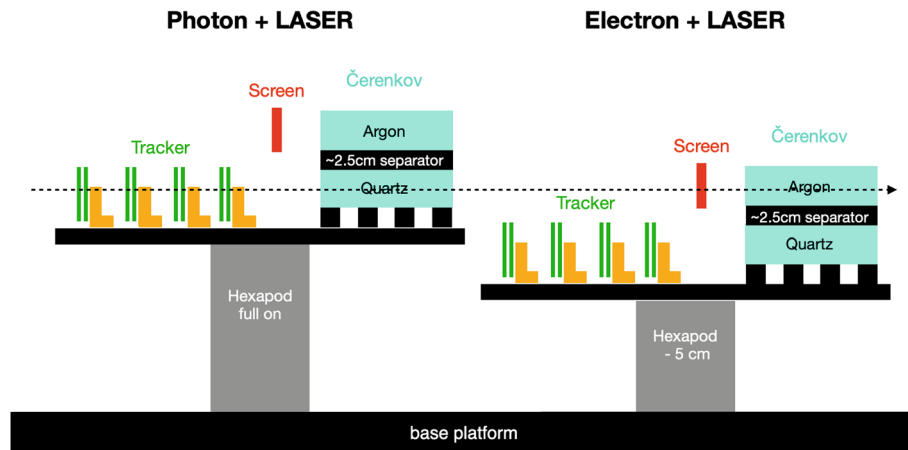 Photon + LASER
Electron + LASER
Čerenkov
Screen
Argon
Tracker
~2.5cm separator
Quartz
Hexapod
full on
Čerenkov
Screen
Argon
Tracker
~2.5cm separator
Quartz
Hexapod
- 5 cm
base platform